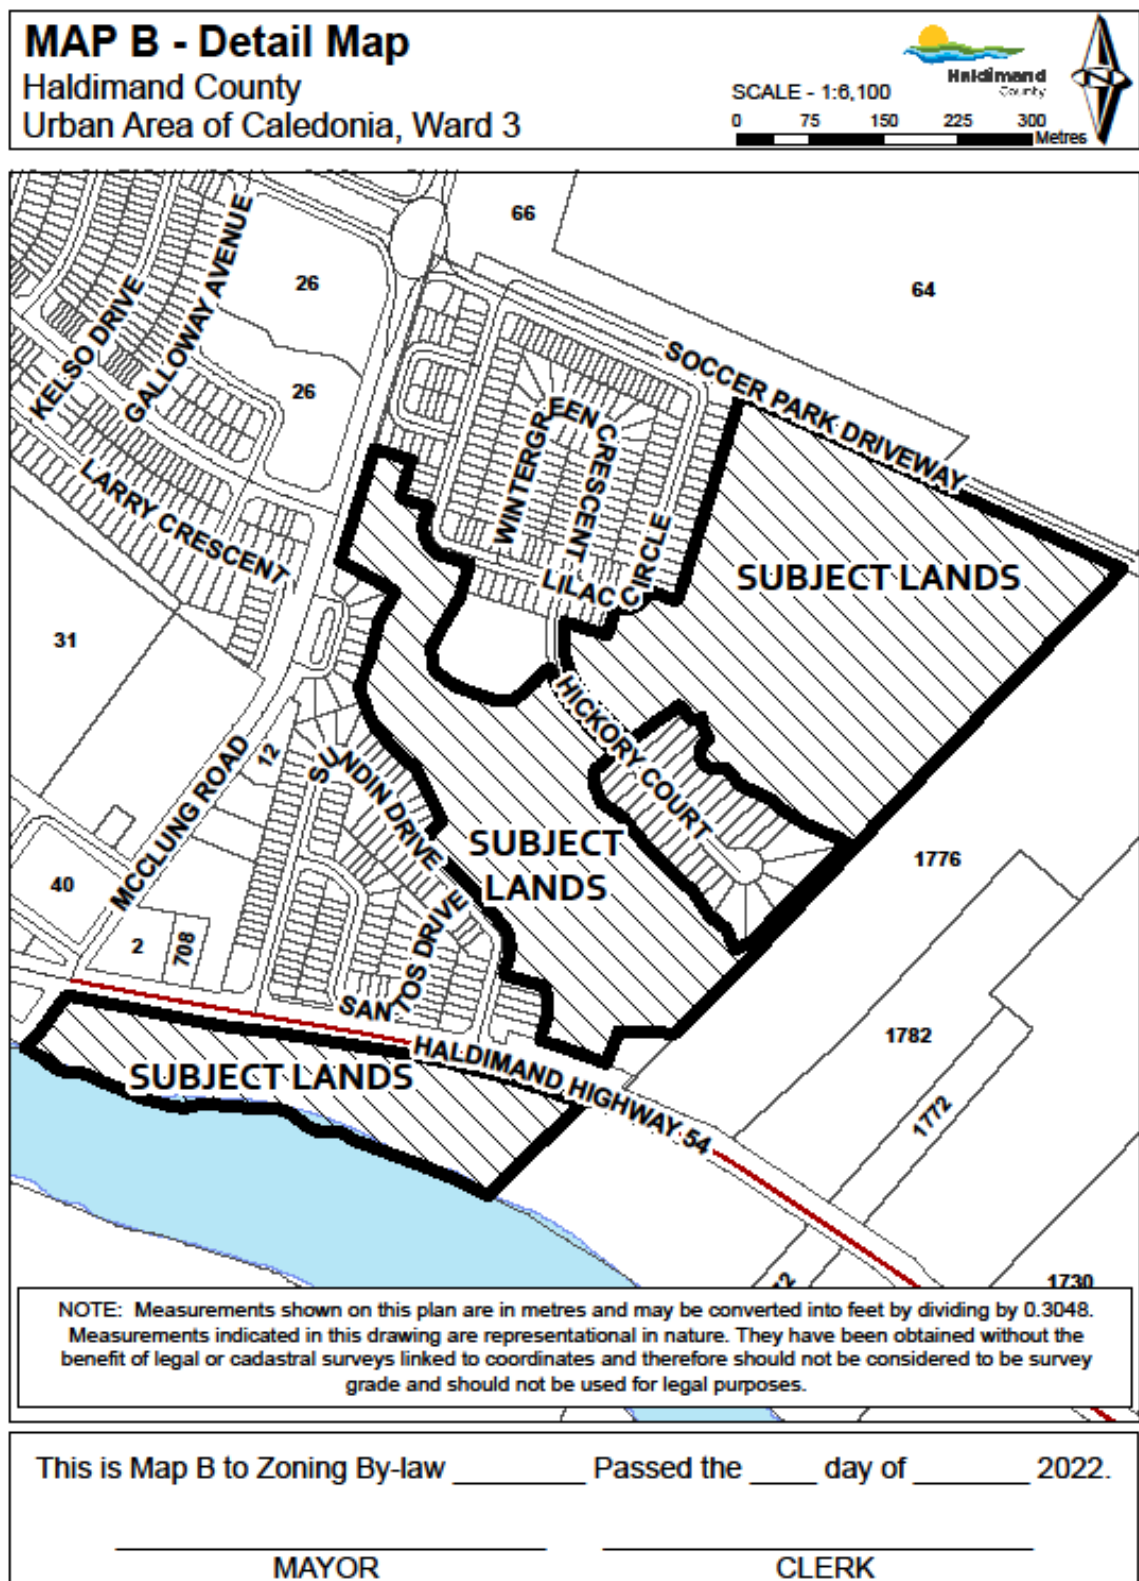 MAP B - Detail Map
Haldimand County
Urban Area of Caledonia, Ward 3
Haldimand
County
N
SCALE - 1:6,100
0 75 150 225 300
Metres
66
64
26
26
KELSO DRIVE
GALLOWAY AVENUE
LARRY CRESCENT
SOCCER PARK DRIVEWAY
WINTERGREEN CRESCENT
LILAC CIRCLE
SUBJECT LANDS
31
HICKORY COURT
12
MCCLUNG ROAD
SUNDIN DRIVE
SUBJECT
LANDS
1776
40
2
708
SANTOS DRIVE
1782
HALDIMAND HIGHWAY 54
SUBJECT LANDS
1772
1730
NOTE: Measurements shown on this plan are in metres and may be converted into feet by dividing by 0.3048.
Measurements indicated in this drawing are representational in nature. They have been obtained without the
benefit of legal or cadastral surveys linked to coordinates and therefore should not be considered to be survey
grade and should not be used for legal purposes.
This is Map B to Zoning By-law ________ Passed the ____ day of _______ 2022.
MAYOR CLERK